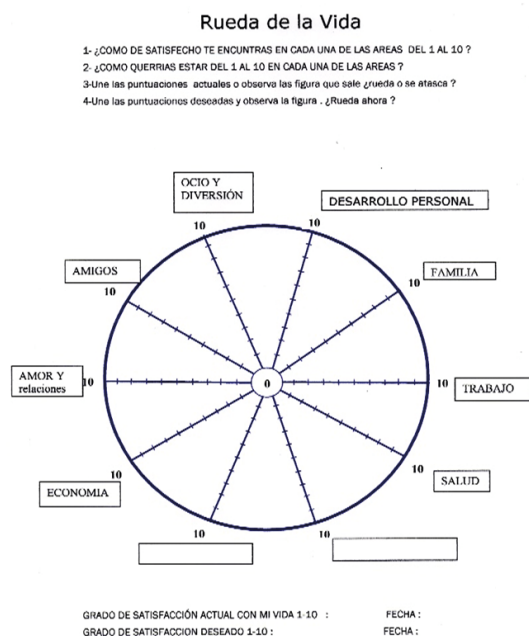 Rueda de la Vida
1- ¿COMO DE SATISFECHO TE ENCUNTRAS EN CADA UNA DE LAS AREAS DEL 1 AL 10 ?
2- ¿COMO QUERRIAS ESTAR DEL 1 AL 10 EN CADA UNA DE LAS AREAS ?
3-Une las puntuaciones actuales o observa las figura que sale ¿rueda o se atasca ?
4-Une las puntuaciones deseadas y observa la figura . ¿Rueda ahora ?
OCIO Y
DIVERSIÓN
DESARROLLO PERSONAL
10
10
AMIGOS
FAMILIA
10
10
AMOR Y
relaciones
10
0
10
TRABAJO
10
10
SALUD
ECONOMIA
10
10
GRADO DE SATISFACCIÓN ACTUAL CON MI VIDA 1-10 : FECHA :
GRADO DE SATISFACCION DESEADO 1-10 : FECHA :